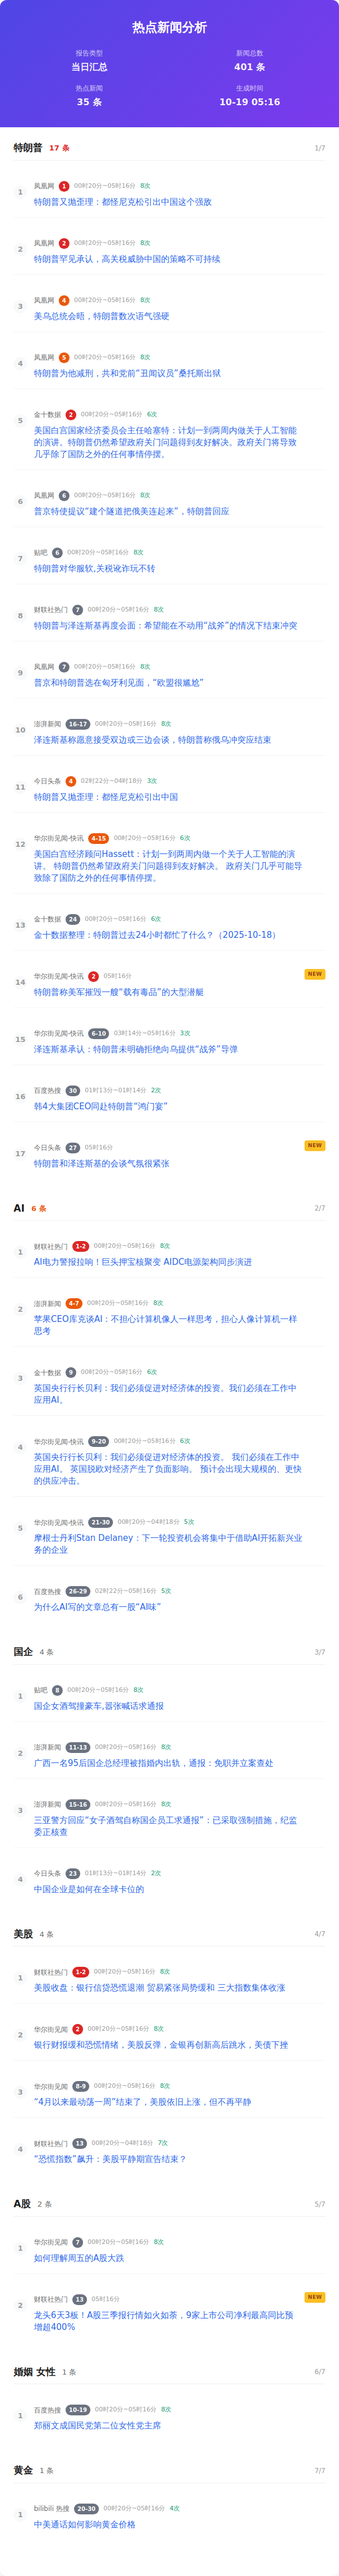 热点新闻分析
报告类型
新闻总数
当日汇总
401 条
热点新闻
生成时间
35 条
10-19 05:16
特朗普 17 条 1/7
1
凤凰网 1 00时20分~05时16分 8次
特朗普又抛歪理：都怪尼克松引出中国这个强敌
2
凤凰网 2 00时20分~05时16分 8次
特朗普罕见承认，高关税威胁中国的策略不可持续
3
凤凰网 4 00时20分~05时16分 8次
美乌总统会晤，特朗普数次语气强硬
4
凤凰网 5 00时20分~05时16分 8次
特朗普为他减刑，共和党前“丑闻议员”桑托斯出狱
5
金十数据 2 00时20分~05时16分 6次
美国白宫国家经济委员会主任哈塞特：计划一到两周内做关于人工智能
的演讲。特朗普仍然希望政府关门问题得到友好解决。政府关门将导致
几乎除了国防之外的任何事情停摆。
6
凤凰网 6 00时20分~05时16分 8次
普京特使提议“建个隧道把俄美连起来”，特朗普回应
7
贴吧 6 00时20分~05时16分 8次
特朗普对华服软,关税讹诈玩不转
8
财联社热门 7 00时20分~05时16分 8次
特朗普与泽连斯基再度会面：希望能在不动用“战斧”的情况下结束冲突
9
凤凰网 7 00时20分~05时16分 8次
普京和特朗普选在匈牙利见面，“欧盟很尴尬”
10
澎湃新闻 16-17 00时20分~05时16分 8次
泽连斯基称愿意接受双边或三边会谈，特朗普称俄乌冲突应结束
11
今日头条 4 02时22分~04时18分 3次
特朗普又抛歪理：都怪尼克松引出中国
12
华尔街见闻-快讯 4-15 00时20分~05时16分 6次
美国白宫经济顾问Hassett：计划一到两周内做一个关于人工智能的演
讲。 特朗普仍然希望政府关门问题得到友好解决。 政府关门几乎可能导
致除了国防之外的任何事情停摆。
13
金十数据 24 00时20分~05时16分 6次
金十数据整理：特朗普过去24小时都忙了什么？（2025-10-18）
14
华尔街见闻-快讯 2 05时16分 NEW
特朗普称美军摧毁一艘“载有毒品”的大型潜艇
15
华尔街见闻-快讯 6-10 03时14分~05时16分 3次
泽连斯基承认：特朗普未明确拒绝向乌提供“战斧”导弹
16
百度热搜 30 01时13分~01时14分 2次
韩4大集团CEO同赴特朗普“鸿门宴”
17
今日头条 27 05时16分 NEW
特朗普和泽连斯基的会谈气氛很紧张
AI 6 条 2/7
1
财联社热门 1-2 00时20分~05时16分 8次
AI电力警报拉响！巨头押宝核聚变 AIDC电源架构同步演进
2
澎湃新闻 4-7 00时20分~05时16分 8次
苹果CEO库克谈AI：不担心计算机像人一样思考，担心人像计算机一样
思考
3
金十数据 9 00时20分~05时16分 6次
英国央行行长贝利：我们必须促进对经济体的投资。我们必须在工作中
应用AI。
4
华尔街见闻-快讯 9-20 00时20分~05时16分 6次
英国央行行长贝利：我们必须促进对经济体的投资。 我们必须在工作中
应用AI。 英国脱欧对经济产生了负面影响。 预计会出现大规模的、更快
的供应冲击。
5
华尔街见闻-快讯 21-30 00时20分~04时18分 5次
摩根士丹利Stan Delaney：下一轮投资机会将集中于借助AI开拓新兴业
务的企业
6
百度热搜 26-29 02时22分~05时16分 5次
为什么AI写的文章总有一股“AI味”
国企 4 条 3/7
1
贴吧 8 00时20分~05时16分 8次
国企女酒驾撞豪车,嚣张喊话求通报
2
澎湃新闻 11-13 00时20分~05时16分 8次
广西一名95后国企总经理被指婚内出轨，通报：免职并立案查处
3
澎湃新闻 15-16 00时20分~05时16分 8次
三亚警方回应“女子酒驾自称国企员工求通报”：已采取强制措施，纪监
委正核查
4
今日头条 23 01时13分~01时14分 2次
中国企业是如何在全球卡位的
美股 4 条 4/7
1
财联社热门 1-2 00时20分~05时16分 8次
美股收盘：银行信贷恐慌退潮 贸易紧张局势缓和 三大指数集体收涨
2
华尔街见闻 2 00时20分~05时16分 8次
银行财报缓和恐慌情绪，美股反弹，金银再创新高后跳水，美债下挫
3
华尔街见闻 8-9 00时20分~05时16分 8次
“4月以来最动荡一周”结束了，美股依旧上涨，但不再平静
4
财联社热门 13 00时20分~04时18分 7次
“恐慌指数”飙升：美股平静期宣告结束？
A股 2 条 5/7
1
华尔街见闻 7 00时20分~05时16分 8次
如何理解周五的A股大跌
2
财联社热门 13 05时16分 NEW
龙头6天3板！A股三季报行情如火如荼，9家上市公司净利最高同比预
增超400%
婚姻 女性 1 条 6/7
1
百度热搜 10-19 00时20分~05时16分 8次
郑丽文成国民党第二位女性党主席
黄金 1 条 7/7
1
bilibili 热搜 20-30 00时20分~05时16分 4次
中美通话如何影响黄金价格